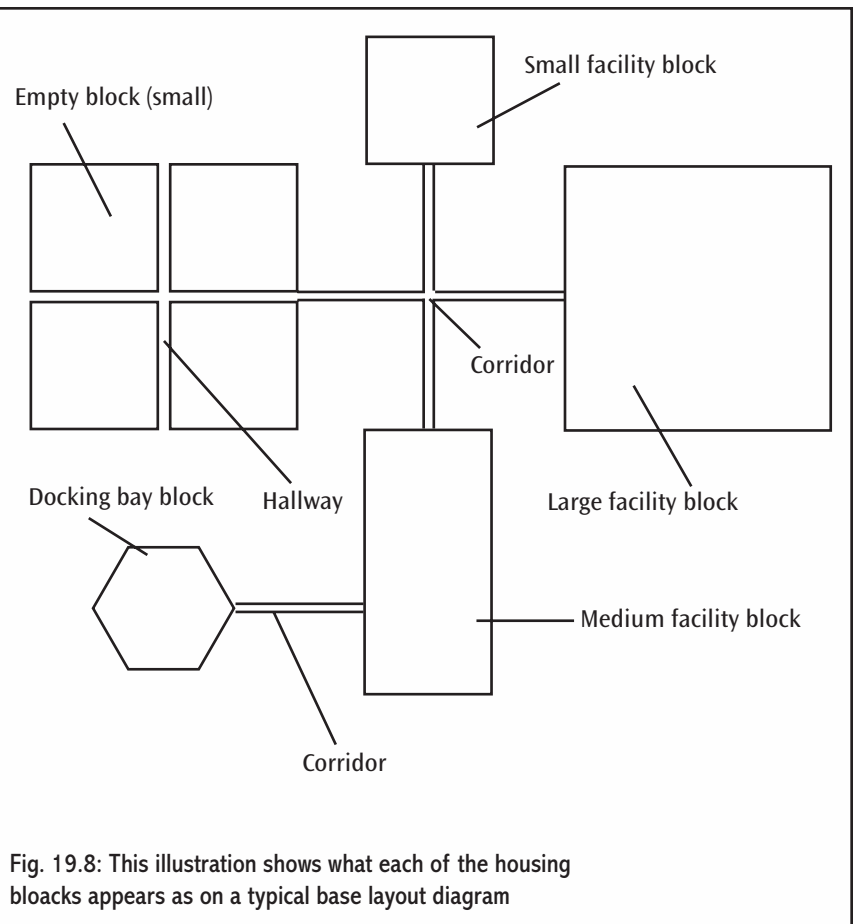 Small facility block
Empty block (small)
Corridor
Docking bay block
Hallway
Large facility block
Medium facility block
Corridor
Fig. 19.8: This illustration shows what each of the housing
bloacks appears as on a typical base layout diagram